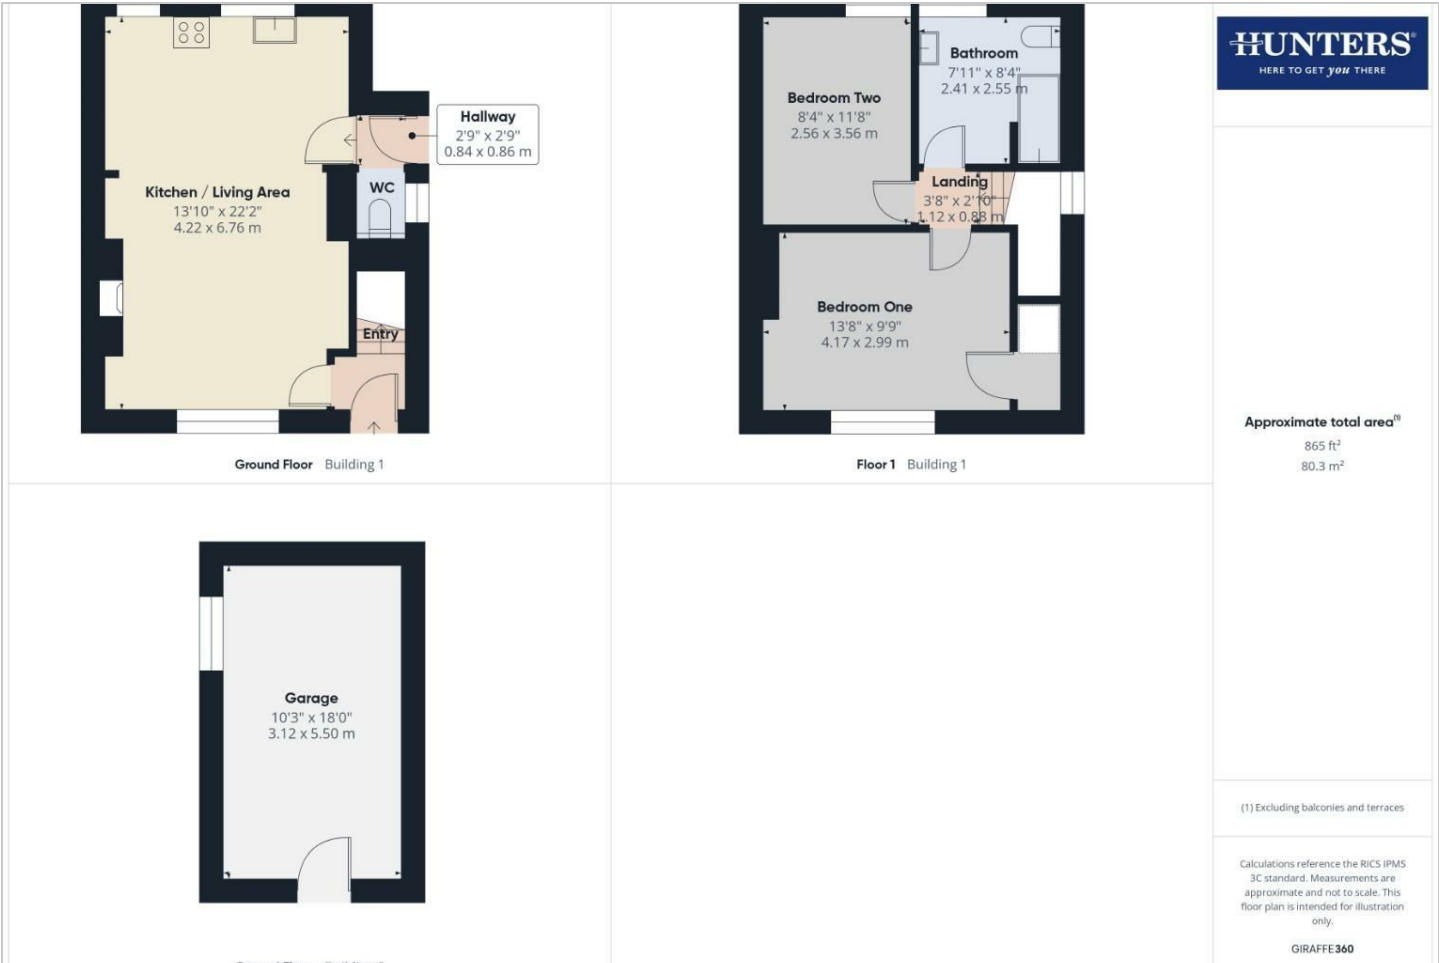 Kitchen / Living Area
13'10" x 22'2"
4.22 x 6.76 m
Hallway
2'9" x 2'9"
0.84 x 0.86 m
WC
Entry
Ground Floor Building 1
Bedroom Two
8'4" x 11'8"
2.56 x 3.56 m
Bathroom
7'11" x 8'4"
2.41 x 2.55 m
Landing
3'8" x 2'10"
1.12 x 0.88 m
Bedroom One
13'8" x 9'9"
4.17 x 2.99 m
Floor 1 Building 1
Garage
10'3" x 18'0"
3.12 x 5.50 m
HUNTERS®
HERE TO GET you THERE
Approximate total area(1)
865 ft²
80.3 m²
(1) Excluding balconies and terraces
Calculations reference the RICS IPMS
3C standard. Measurements are
approximate and not to scale. This
floor plan is intended for illustration
only.
GIRAFFE360